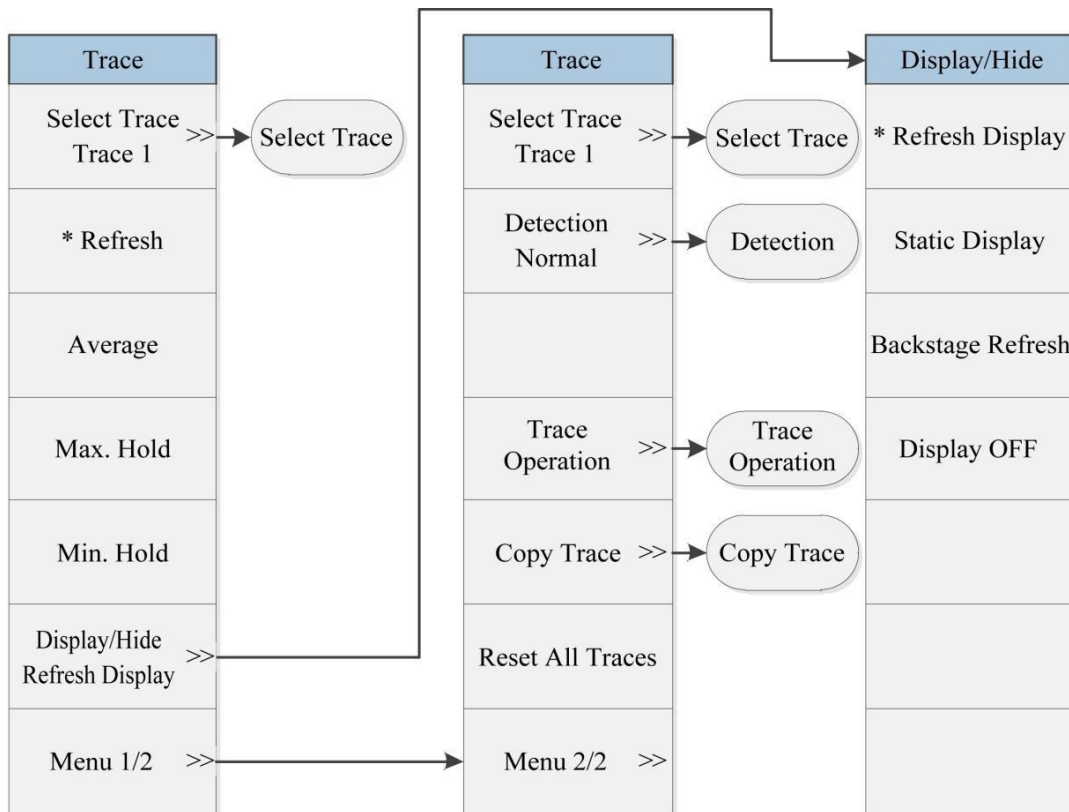 Trace
Select Trace
Trace 1
>>
Select Trace
* Refresh
Average
Max. Hold
Min. Hold
Display/Hide
Refresh Display
>>
Menu 1/2
>>
Trace
Select Trace
Trace 1
>>
Select Trace
Detection
Normal
>>
Detection
Trace
Operation
>>
Trace
Operation
Copy Trace
>>
Copy Trace
Reset All Traces
Menu 2/2
>>
Display/Hide
* Refresh Display
Static Display
Backstage Refresh
Display OFF